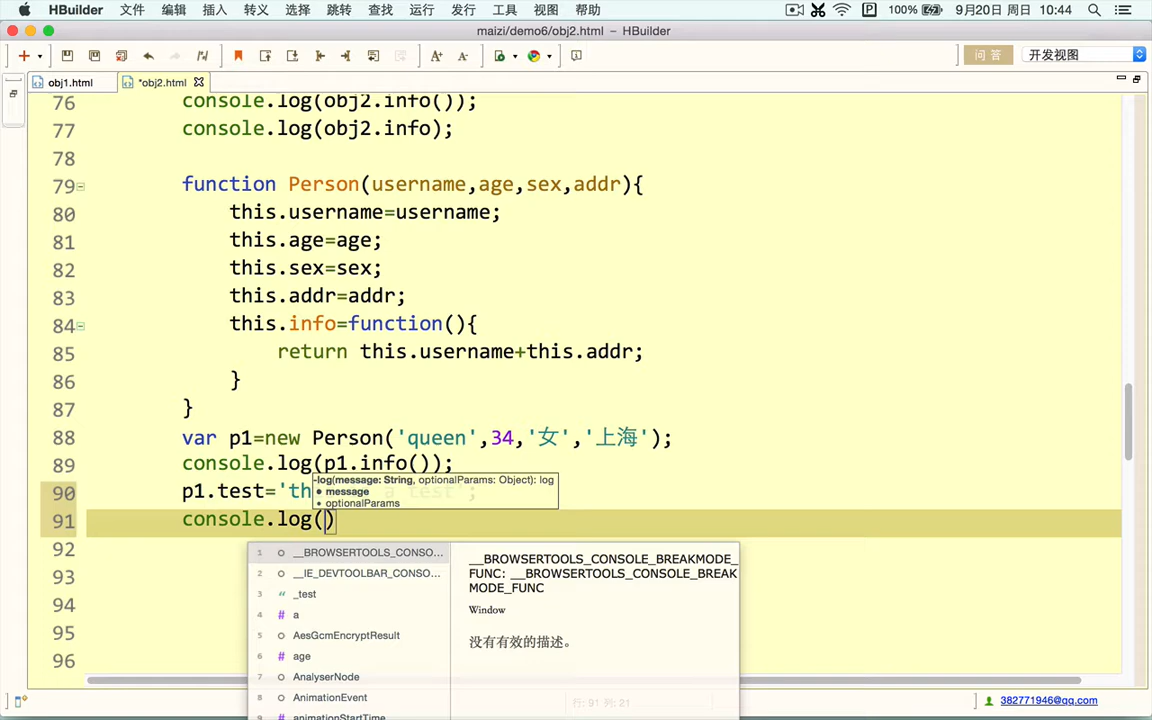 HBuilder 文件 编辑 插入 转义 选择 跳转 查找 运行 发行 工具 视图 帮助 100% 9月20日 周日 10:44
maizi/demo6/obj2.html – HBuilder
问 答 开发视图
obj1.html *obj2.html
76 console.log(obj2.info());
77 console.log(obj2.info);
78
79 function Person(username,age,sex,addr){
80 this.username=username;
81 this.age=age;
82 this.sex=sex;
83 this.addr=addr;
84 this.info=function(){
85 return this.username+this.addr;
86 }
87 }
88 var p1=new Person('queen',34,'女','上海');
89 console.log(p1.info());
-log(message: String, optionalParams: Object): log
90 p1.test='th a test';
• message
• optionalParams
91 console.log()
92
93
94
95
96
1 __BROWSERTOOLS_CONSO...
2 __IE_DEVTOOLBAR_CONSO...
3 _test
4 # a
5 AesGcmEncryptResult
6 # age
7 AnalyserNode
8 AnimationEvent
9 # animationStartTime
__BROWSERTOOLS_CONSOLE_BREAKMODE_
FUNC: __BROWSERTOOLS_CONSOLE_BREAK
MODE_FUNC
Window
没有有效的描述。
行: 91 列: 21
382771946@qq.com